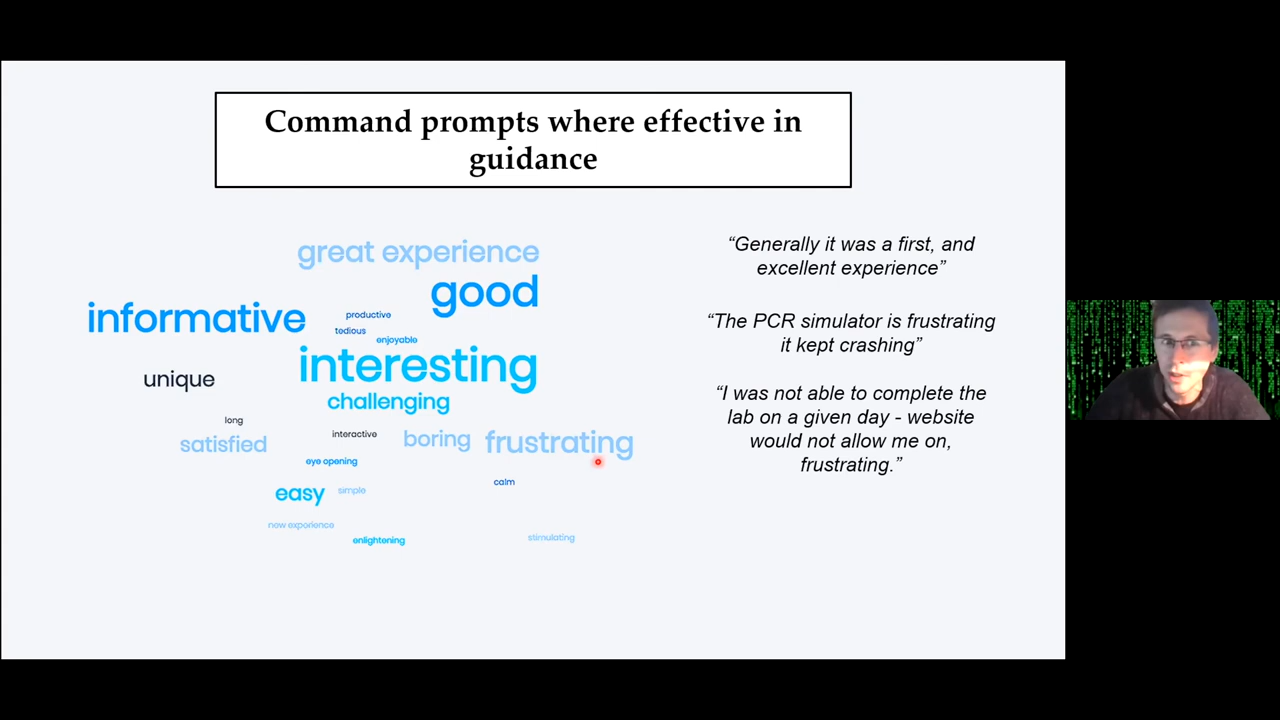 Command prompts where effective in
guidance
great experience
good
informative
productive
tedious
enjoyable
interesting
unique
challenging
long
interactive
satisfied
boring
frustrating
eye opening
calm
easy
simple
new experience
enlightening
stimulating
“Generally it was a first, and
excellent experience”
“The PCR simulator is frustrating
it kept crashing”
“I was not able to complete the
lab on a given day - website
would not allow me on,
frustrating.”